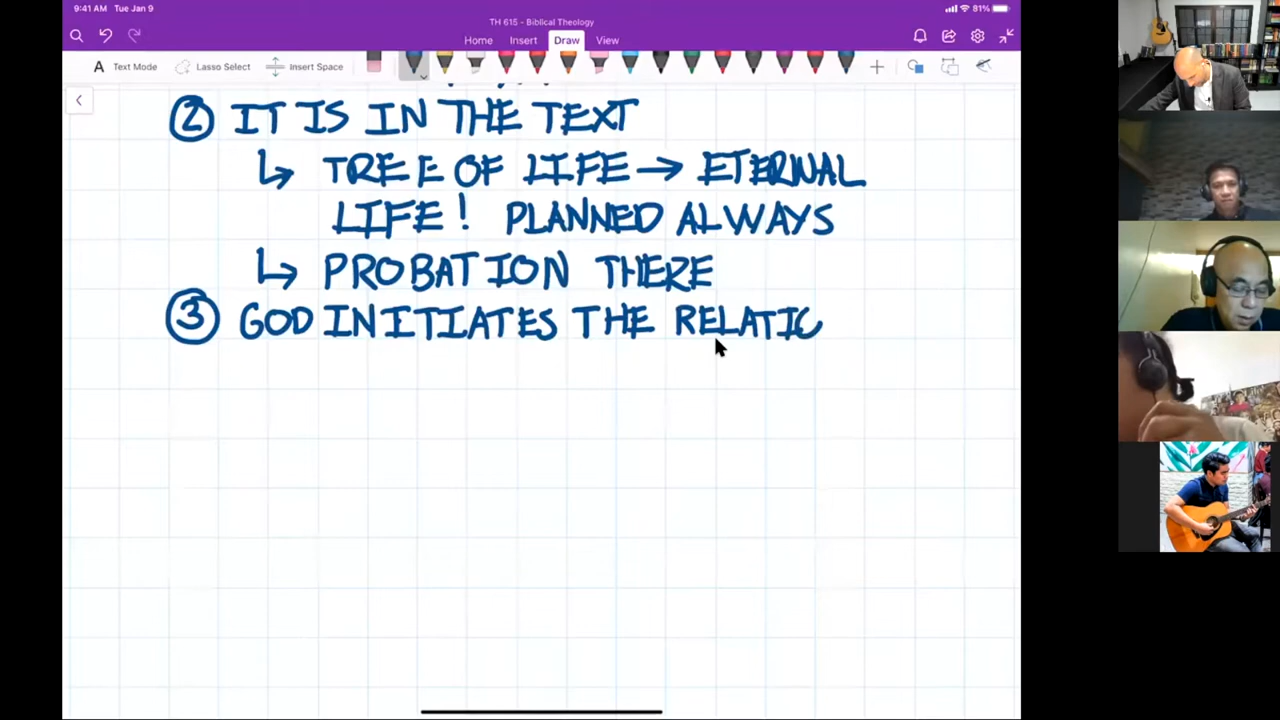 9:41 AM Tue Jan 9
81%
TH 615 - Biblical Theology
Home Insert Draw View
Text Mode Lasso Select Insert Space
② IT IS IN THE TEXT
↳ TREE OF LIFE → ETERNAL
LIFE! PLANNED ALWAYS
↳ PROBATION THERE
③ GOD INITIATES THE RELATIO